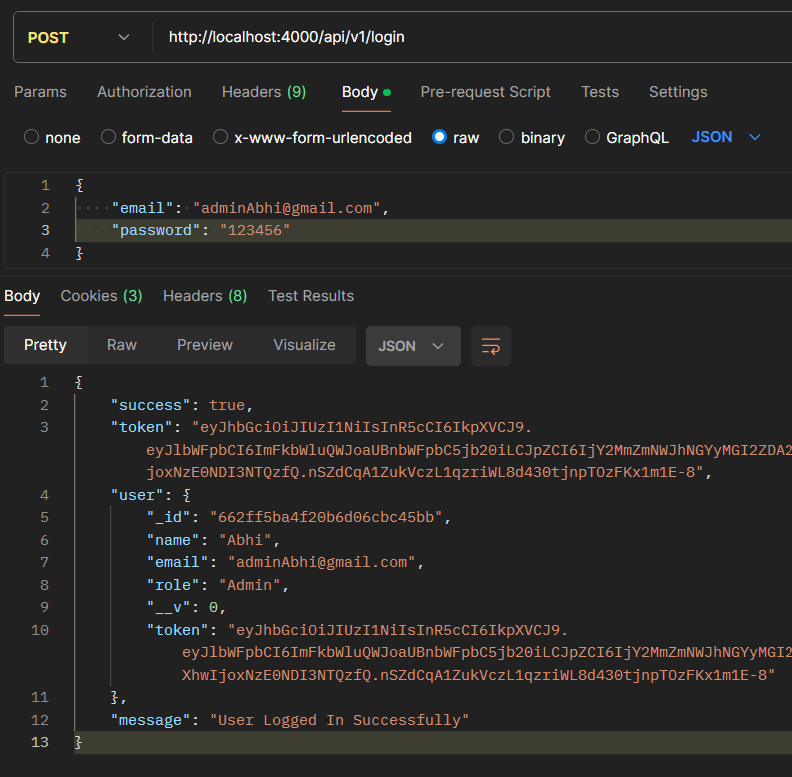 POST http://localhost:4000/api/v1/login
Params Authorization Headers (9) Body Pre-request Script Tests Settings
none form-data x-www-form-urlencoded raw binary GraphQL JSON
1 {
2 "email": "adminAbhi@gmail.com",
3 "password": "123456"
4 }
Body Cookies (3) Headers (8) Test Results
Pretty Raw Preview Visualize JSON
1 {
2 "success": true,
3 "token": "eyJhbGciOiJIUzI1NiIsInR5cCI6IkpXVCJ9.
eyJlbWFpbCI6ImFkbWluQWJoaUBnbWFpbC5jb20iLCJpZCI6IjY2MmZmNWJhNGYyMGI2ZDA2
joxNzE0NDI3NTQzfQ.nSZdCqA1ZukVczL1qzriWL8d430tjnpTOzFKx1m1E-8",
4 "user": {
5 "_id": "662ff5ba4f20b6d06cbc45bb",
6 "name": "Abhi",
7 "email": "adminAbhi@gmail.com",
8 "role": "Admin",
9 "__v": 0,
10 "token": "eyJhbGciOiJIUzI1NiIsInR5cCI6IkpXVCJ9.
eyJlbWFpbCI6ImFkbWluQWJoaUBnbWFpbC5jb20iLCJpZCI6IjY2MmZmNWJhNGYyMGI2
XhwIjoxNzE0NDI3NTQzfQ.nSZdCqA1ZukVczL1qzriWL8d430tjnpTOzFKx1m1E-8"
11 },
12 "message": "User Logged In Successfully"
13 }